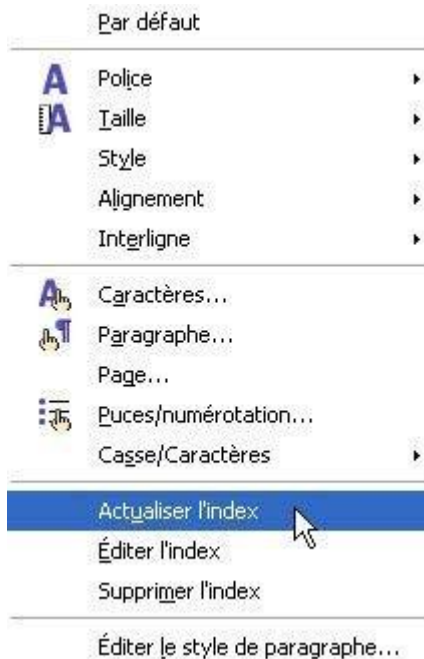 Par défaut
Police
Taille
Style
Alignement
Interligne
Caractères...
Paragraphe...
Page...
Puces/numérotation...
Casse/Caractères
Actualiser l'index
Éditer l'index
Supprimer l'index
Éditer le style de paragraphe...